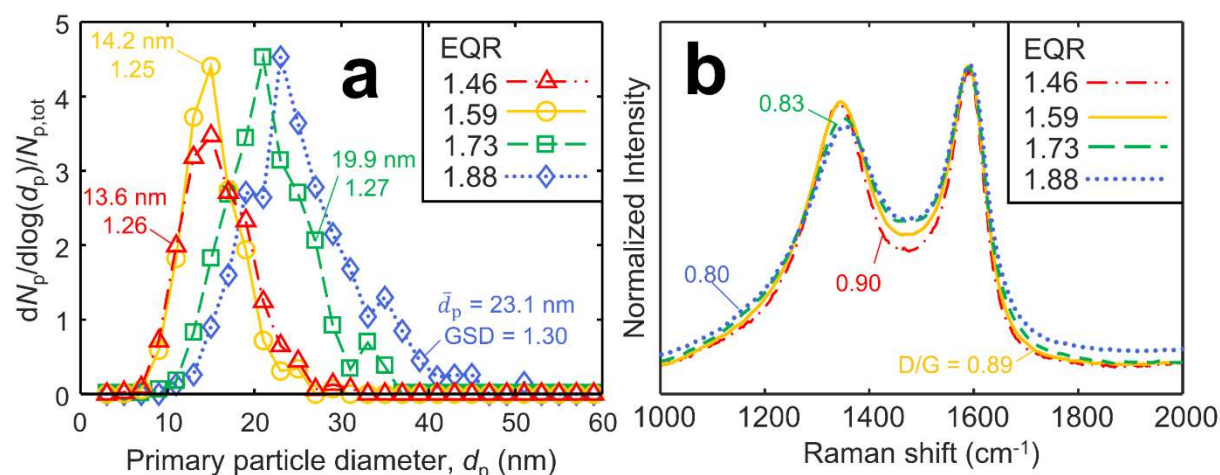 a
dNp/dlog(dp)/Np,tot
5
4
3
2
1
0
0
10
20
30
40
50
60
Primary particle diameter, dp (nm)
14.2 nm
1.25
13.6 nm
1.26
19.9 nm
1.27
d̄p = 23.1 nm
GSD = 1.30
EQR
1.46
1.59
1.73
1.88
b
Normalized Intensity
1000
1200
1400
1600
1800
2000
Raman shift (cm⁻¹)
0.83
0.80
0.90
D/G = 0.89
EQR
1.46
1.59
1.73
1.88